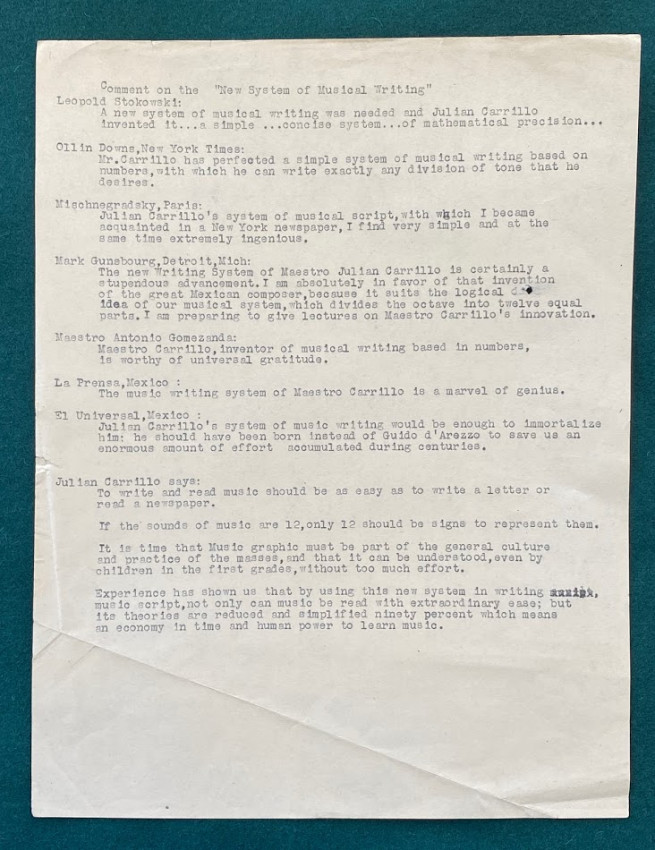 Comment on the "New System of Musical Writing"
Leopold Stokowski:
A new system of musical writing was needed and Julian Carrillo
invented it...a simple ...concise system...of mathematical precision...
Ollin Downs,New York Times:
Mr.Carrillo has perfected a simple system of musical writing based on
numbers,with which he can write exactly any division of tone that he
desires.
Mischnegradsky,Paris:
Julian Carrillo's system of musical script,with which I became
acquainted in a New York newspaper,I find very simple and at the
same time extremely ingenious.
Mark Gunsbourg,Detroit,Mich:
The new Writing System of Maestro Julian Carrillo is certainly a
stupendous advancement.I am absolutely in favor of that invention
of the great Mexican composer,because it suits the logical
idea of our musical system,which divides the octave into twelve equal
parts.I am preparing to give lectures on Maestro Carrillo's innovation.
Maestro Antonio Gomezanda:
Maestro Carrillo,inventor of musical writing based in numbers,
is worthy of universal gratitude.
La Prensa,Mexico :
The music writing system of Maestro Carrillo is a marvel of genius.
El Universal,Mexico :
Julian Carrillo's system of music writing would be enough to immortalize
him: he should have been born instead of Guido d'Arezzo to save us an
enormous amount of effort accumulated during centuries.
Julian Carrillo says:
To write and read music should be as easy as to write a letter or
read a newspaper.
If the sounds of music are 12,only 12 should be signs to represent them.
It is time that Music graphic must be part of the general culture
and practice of the masses,and that it can be understood,even by
children in the first grades,without too much effort.
Experience has shown us that by using this new system in writing
music script,not only can music be read with extraordinary ease; but
its theories are reduced and simplified ninety percent which means
an economy in time and human power to learn music.